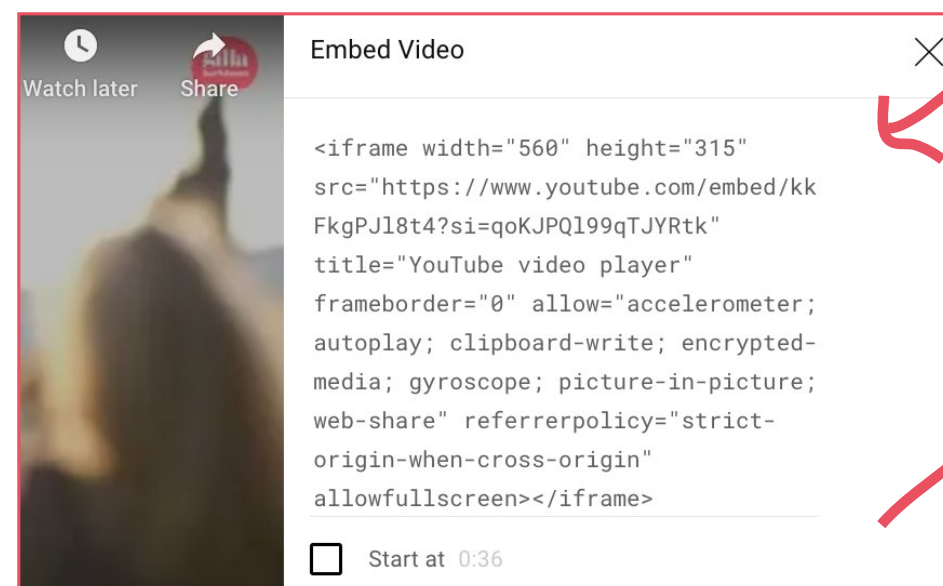 Watch later
Share
Embed Video
<iframe width="560" height="315"
src="https://www.youtube.com/embed/kk
FkgPJl8t4?si=qoKJPQl99qTJYRtk"
title="YouTube video player"
frameborder="0" allow="accelerometer;
autoplay; clipboard-write; encrypted-
media; gyroscope; picture-in-picture;
web-share" referrerpolicy="strict-
origin-when-cross-origin"
allowfullscreen></iframe>
Start at 0:36